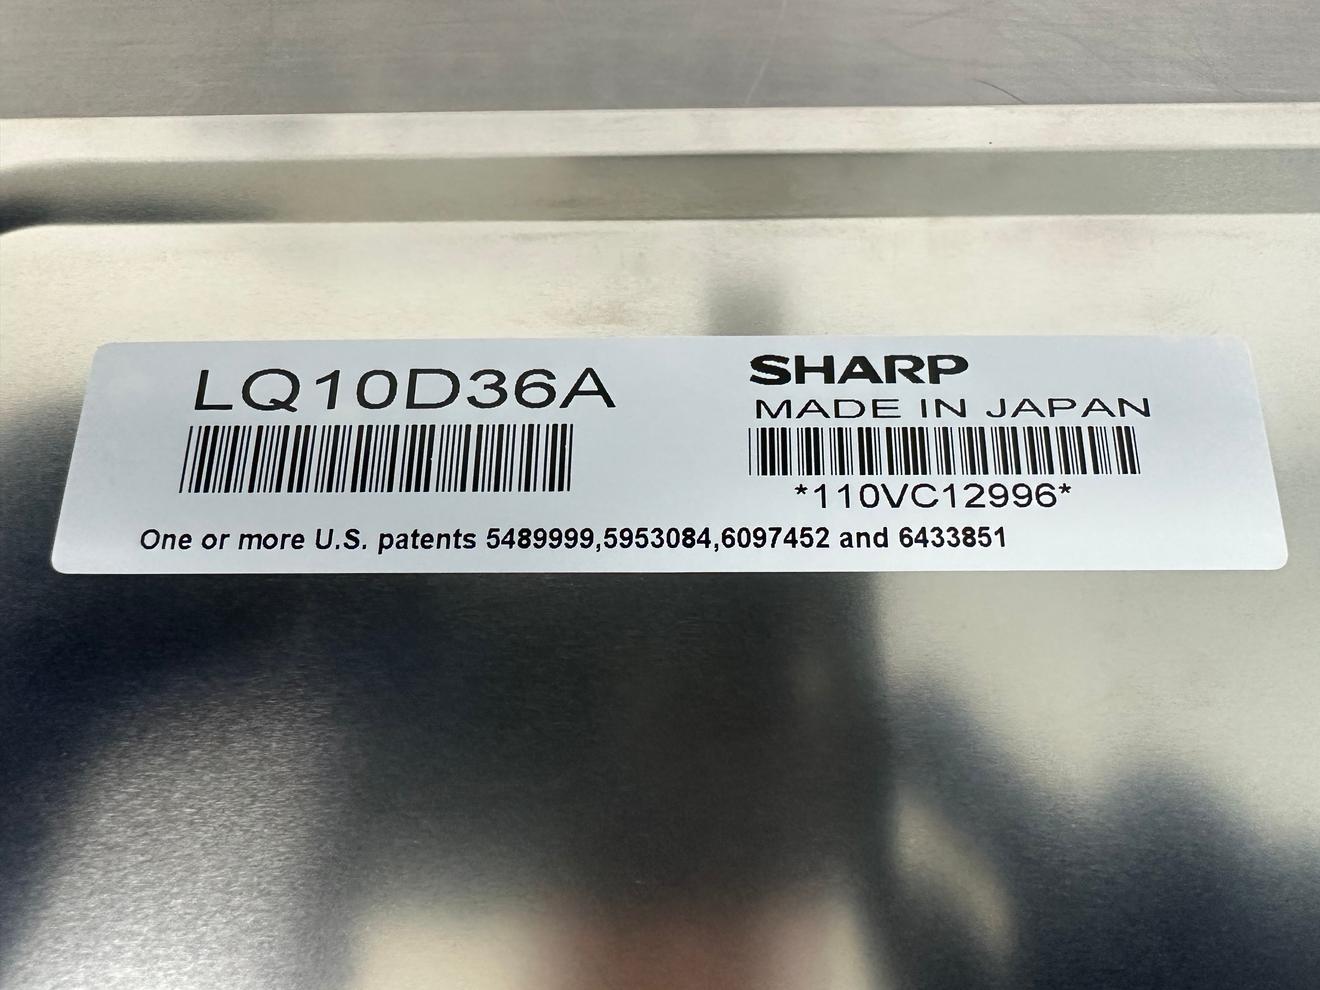 LQ10D36A
SHARP
MADE IN JAPAN
*110VC12996*
One or more U.S. patents 5489999,5953084,6097452 and 6433851